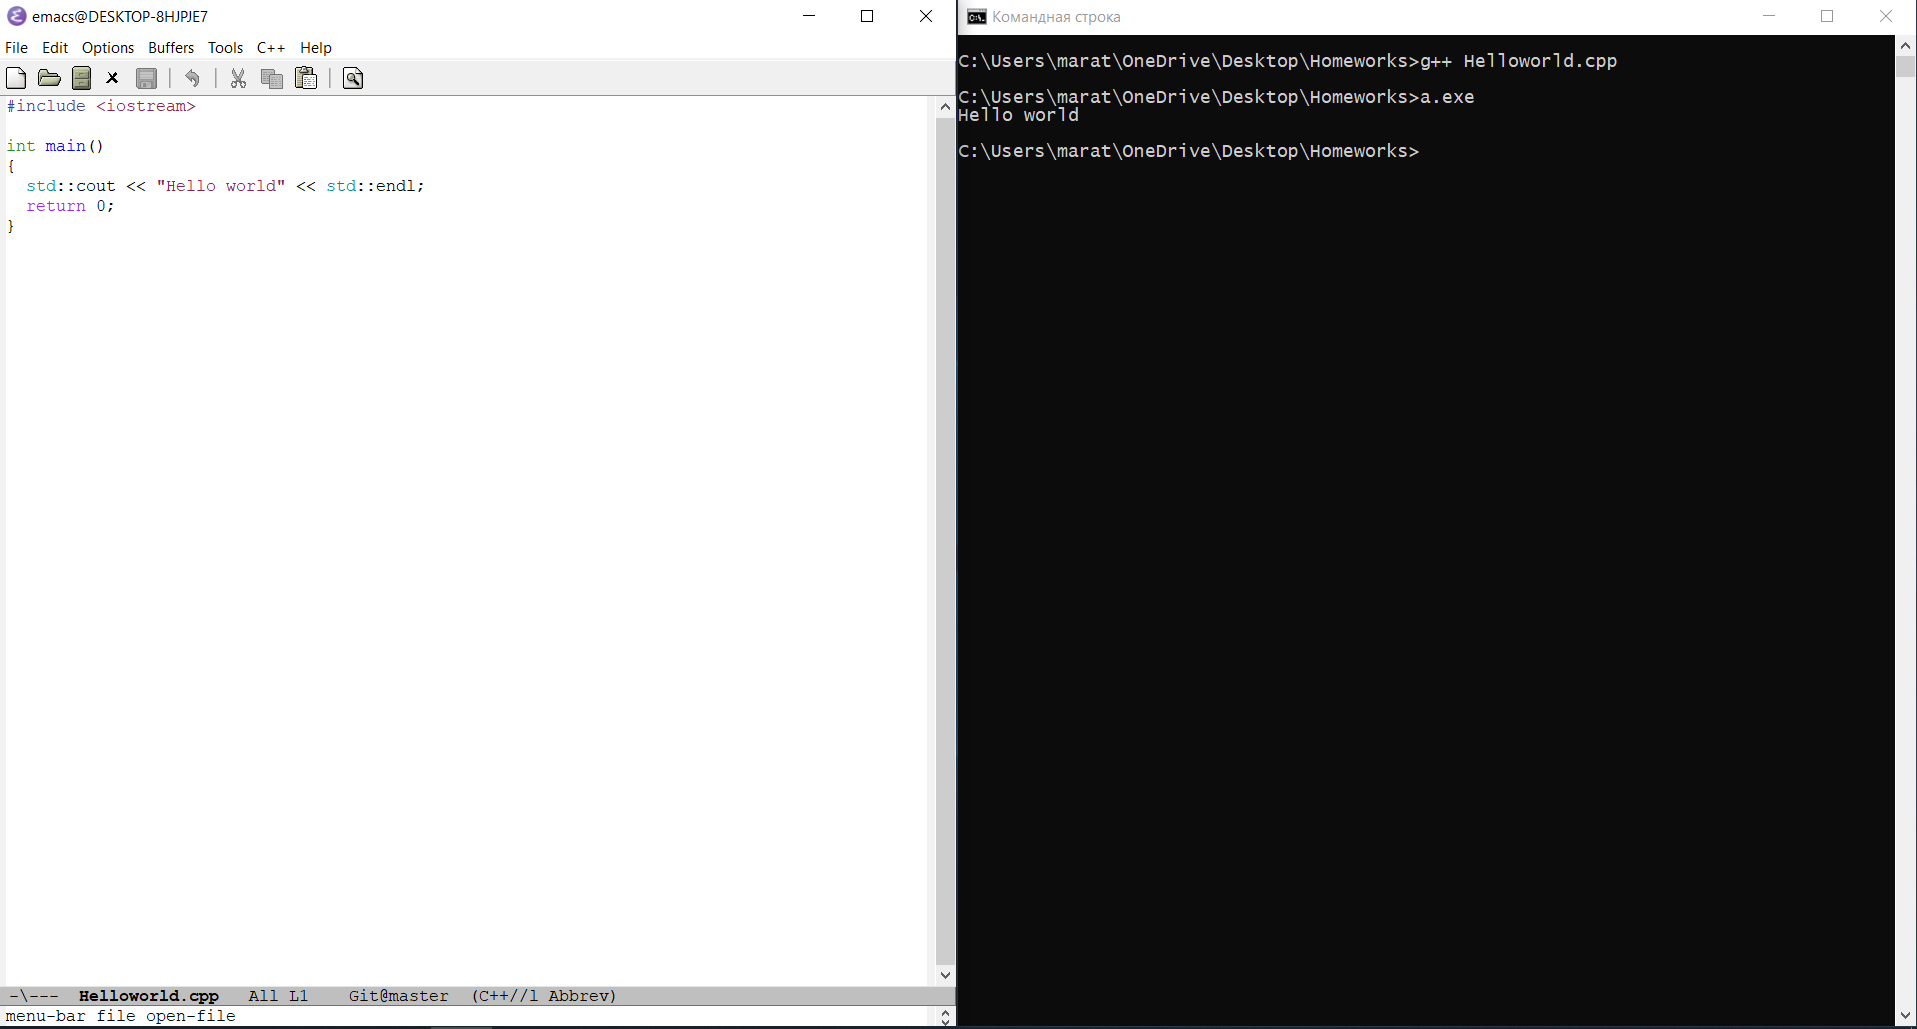 emacs@DESKTOP-8HJPJE7
File Edit Options Buffers Tools C++ Help
#include <iostream>
int main()
{
  std::cout << "Hello world" << std::endl;
  return 0;
}
-\--- Helloworld.cpp All L1 Git@master (C++//l Abbrev)
menu-bar file open-file
Командная строка
C:\Users\marat\OneDrive\Desktop\Homeworks>g++ Helloworld.cpp
C:\Users\marat\OneDrive\Desktop\Homeworks>a.exe
Hello world
C:\Users\marat\OneDrive\Desktop\Homeworks>